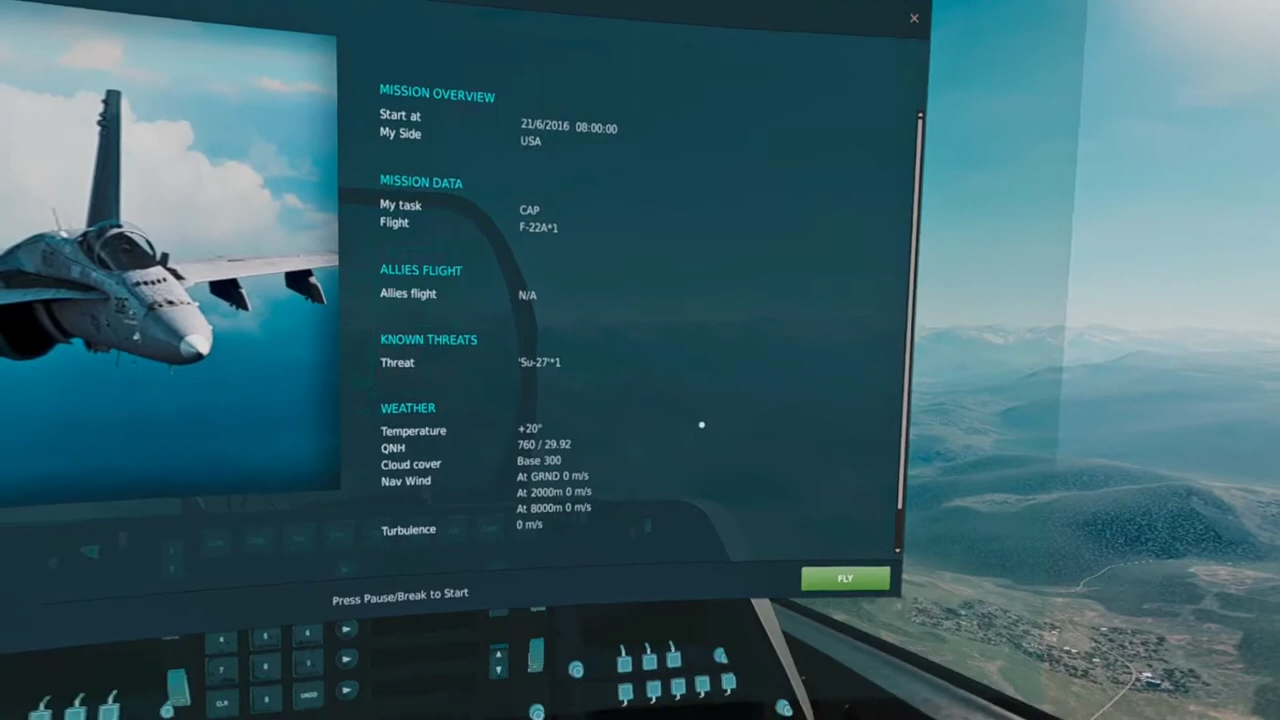 ×
MISSION OVERVIEW
Start at 21/6/2016 08:00:00
My Side USA
MISSION DATA
My task CAP
Flight F-22A*1
ALLIES FLIGHT
Allies flight N/A
KNOWN THREATS
Threat 'Su-27'*1
WEATHER
Temperature +20°
QNH 760 / 29.92
Cloud cover Base 300
Nav Wind At GRND 0 m/s
At 2000m 0 m/s
At 8000m 0 m/s
Turbulence 0 m/s
FLY
Press Pause/Break to Start
7
CLR
UNDO